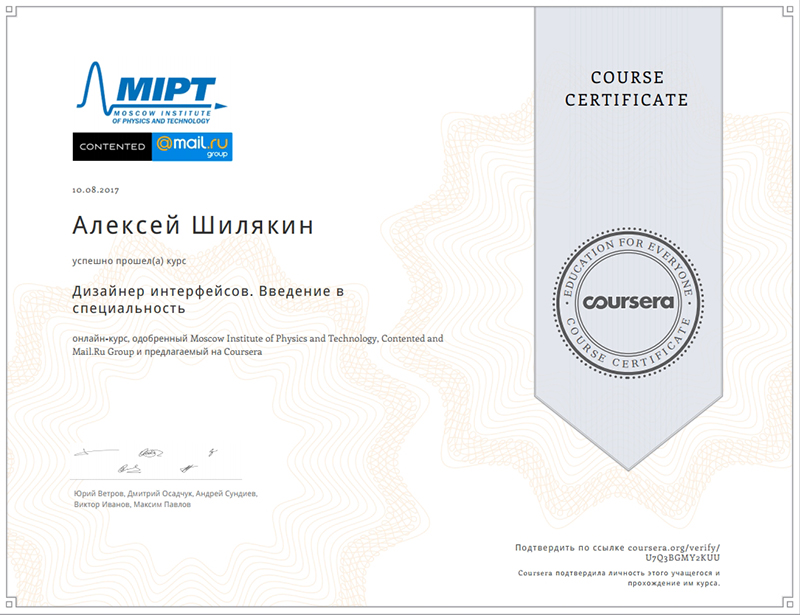 MIPT
MOSCOW INSTITUTE
OF PHYSICS AND TECHNOLOGY
CONTENTED
@mail.ru
group
10.08.2017
Алексей Шилякин
успешно прошел(а) курс
Дизайнер интерфейсов. Введение в
специальность
онлайн-курс, одобренный Moscow Institute of Physics and Technology, Contented and
Mail.Ru Group и предлагаемый на Coursera
Юрий Ветров, Дмитрий Осадчук, Андрей Сундиев,
Виктор Иванов, Максим Павлов
COURSE
CERTIFICATE
EDUCATION FOR EVERYONE
coursera
COURSE CERTIFICATE
Подтвердить по ссылке coursera.org/verify/
U7Q3BGMY2KUU
Coursera подтвердила личность этого учащегося и
прохождение им курса.